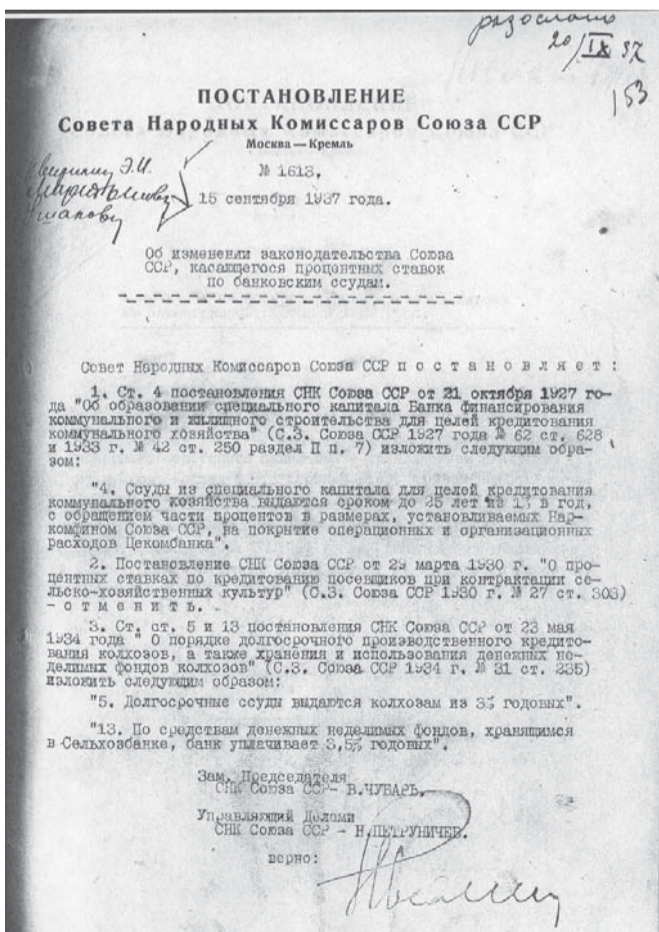 разослано
20/IX 37
153
ПОСТАНОВЛЕНИЕ
Совета Народных Комиссаров Союза ССР
Москва — Кремль
№ 1613.
15 сентября 1937 года.
Об изменении законодательства Союза
ССР, касающегося процентных ставок
по банковским ссудам.
Совет Народных Комиссаров Союза ССР п о с т а н о в л я е т :
1. Ст. 4 постановления СНК Союза ССР от 21 октября 1927 го-
да "Об образовании специального капитала Банка финансирования
коммунального и жилищного строительства для целей кредитования
коммунального хозяйства" (С.З. Союза ССР 1927 года № 62 ст. 628
и 1933 г. № 42 ст. 250 раздел П п. 7) изложить следующим обра-
зом:
"4. Ссуды из специального капитала для целей кредитования
коммунального хозяйства выдаются сроком до 25 лет из 1% в год,
с обращением части процентов в размерах, установливаемых Нар-
комфином Союза ССР, на покрытие операционных и организационных
расходов Цекомбанка".
2. Постановление СНК Союза ССР от 29 марта 1930 г. "О про-
центных ставках по кредитованию посевщиков при контрактации се-
льско-хозяйственных культур" (С.З. Союза ССР 1930 г. № 27 ст. 303)
- о т м е н и т ь .
3. Ст. ст. 5 и 13 постановления СНК Союза ССР от 23 мая
1934 года " О порядке долгосрочного производственного кредито-
вания колхозов, а также хранения и использования денежных не-
делимых фондов колхозов" (С.З. Союза ССР 1934 г. № 31 ст. 235)
изложить следующим образом:
"5. Долгосрочные ссуды выдаются колхозам из 3% годовых".
"13. По средствам денежных неделимых фондов, хранящимся
в Сельхозбанке, банк уплачивает 3,5% годовых".
Зам. Председателя
СНК Союза ССР- В.ЧУБАРЬ.
Управляющий Делами
СНК Союза ССР - Н.ПЕТРУНИЧЕВ.
верно: